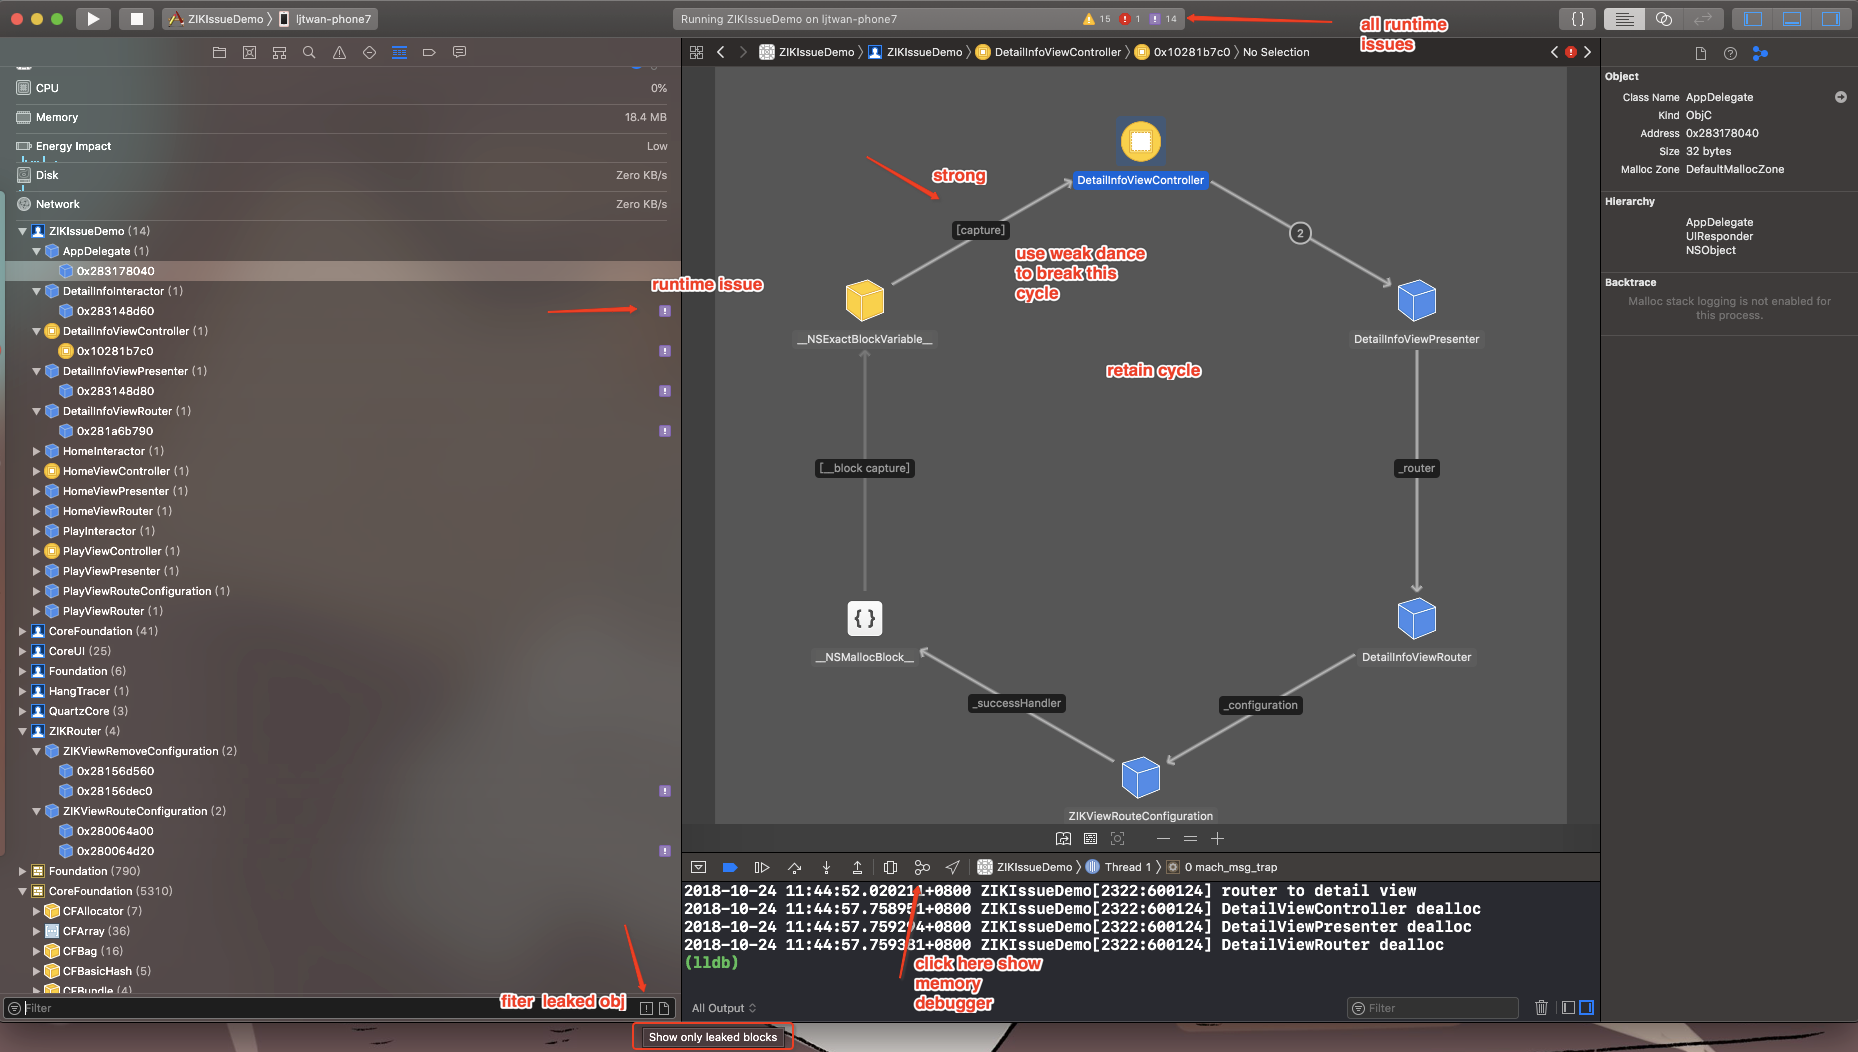 ZIKIssueDemo
ljtwan-phone7
Running ZIKIssueDemo on ljtwan-phone7
15
1
14
all runtime
issues
ZIKIssueDemo
ZIKIssueDemo
DetailInfoViewController
0x10281b7c0
No Selection
CPU
0%
Memory
18.4 MB
Energy Impact
Low
Disk
Zero KB/s
Network
Zero KB/s
ZIKIssueDemo (14)
AppDelegate (1)
0x283178040
DetailInfoInteractor (1)
0x283148d60
DetailInfoViewController (1)
0x10281b7c0
DetailInfoViewPresenter (1)
0x283148d80
DetailInfoViewRouter (1)
0x281a6b790
HomeInteractor (1)
HomeViewController (1)
HomeViewPresenter (1)
HomeViewRouter (1)
PlayInteractor (1)
PlayViewController (1)
PlayViewPresenter (1)
PlayViewRouteConfiguration (1)
PlayViewRouter (1)
CoreFoundation (41)
CoreUI (25)
Foundation (6)
HangTracer (1)
QuartzCore (3)
ZIKRouter (4)
ZIKViewRemoveConfiguration (2)
0x28156d560
0x28156dec0
ZIKViewRouteConfiguration (2)
0x280064a00
0x280064d20
Foundation (790)
CoreFoundation (5310)
CFAllocator (7)
CFArray (36)
CFBag (16)
CFBasicHash (5)
CFBundle (4)
Filter
runtime issue
fiter leaked obj
Show only leaked blocks
DetailInfoViewController
strong
[capture]
2
use weak dance
to break this
cycle
__NSExactBlockVariable__
DetailInfoViewPresenter
retain cycle
[__block capture]
_router
{ }
__NSMallocBlock__
DetailInfoViewRouter
_successHandler
_configuration
ZIKViewRouteConfiguration
ZIKIssueDemo
Thread 1
0 mach_msg_trap
2018-10-24 11:44:52.020211+0800 ZIKIssueDemo[2322:600124] router to detail view
2018-10-24 11:44:57.758951+0800 ZIKIssueDemo[2322:600124] DetailViewController dealloc
2018-10-24 11:44:57.759294+0800 ZIKIssueDemo[2322:600124] DetailViewPresenter dealloc
2018-10-24 11:44:57.759381+0800 ZIKIssueDemo[2322:600124] DetailViewRouter dealloc
(lldb)
click here show
memory
debugger
All Output
Filter
Object
Class Name AppDelegate
Kind ObjC
Address 0x283178040
Size 32 bytes
Malloc Zone DefaultMallocZone
Hierarchy
AppDelegate
UIResponder
NSObject
Backtrace
Malloc stack logging is not enabled for
this process.